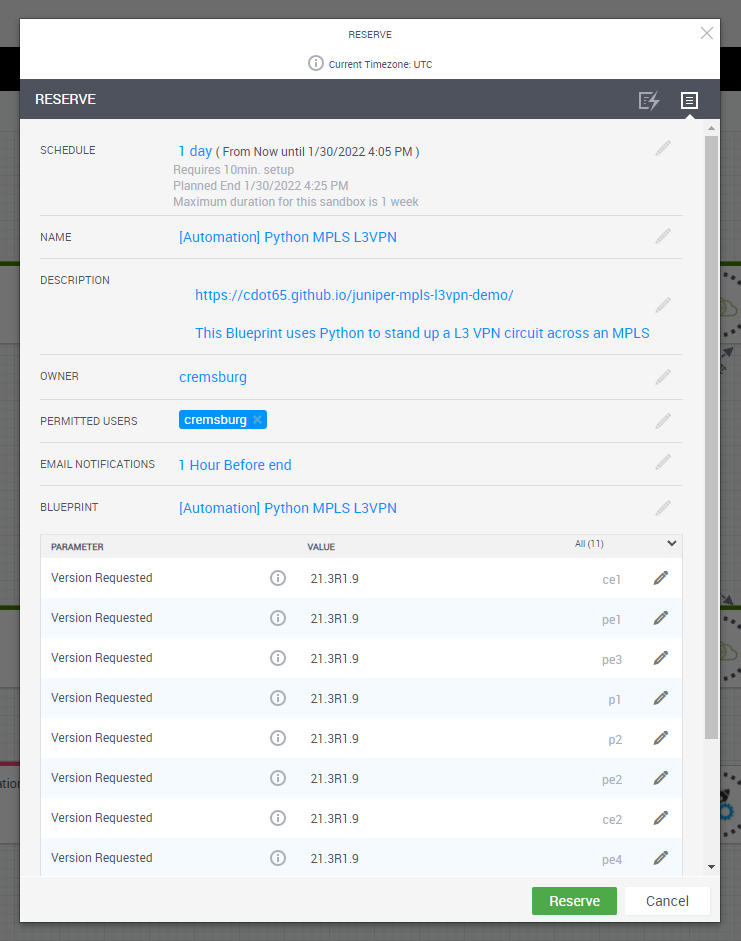 RESERVE
Current Timezone: UTC
RESERVE
SCHEDULE
1 day ( From Now until 1/30/2022 4:05 PM )
Requires 10min. setup
Planned End 1/30/2022 4:25 PM
Maximum duration for this sandbox is 1 week
NAME
[Automation] Python MPLS L3VPN
DESCRIPTION
https://cdot65.github.io/juniper-mpls-l3vpn-demo/
This Blueprint uses Python to stand up a L3 VPN circuit across an MPLS
OWNER
cremsburg
PERMITTED USERS
cremsburg
EMAIL NOTIFICATIONS
1 Hour Before end
BLUEPRINT
[Automation] Python MPLS L3VPN
PARAMETER VALUE All (11)
Version Requested 21.3R1.9 ce1
Version Requested 21.3R1.9 pe1
Version Requested 21.3R1.9 pe3
Version Requested 21.3R1.9 p1
Version Requested 21.3R1.9 p2
Version Requested 21.3R1.9 pe2
Version Requested 21.3R1.9 ce2
Version Requested 21.3R1.9 pe4
Reserve Cancel